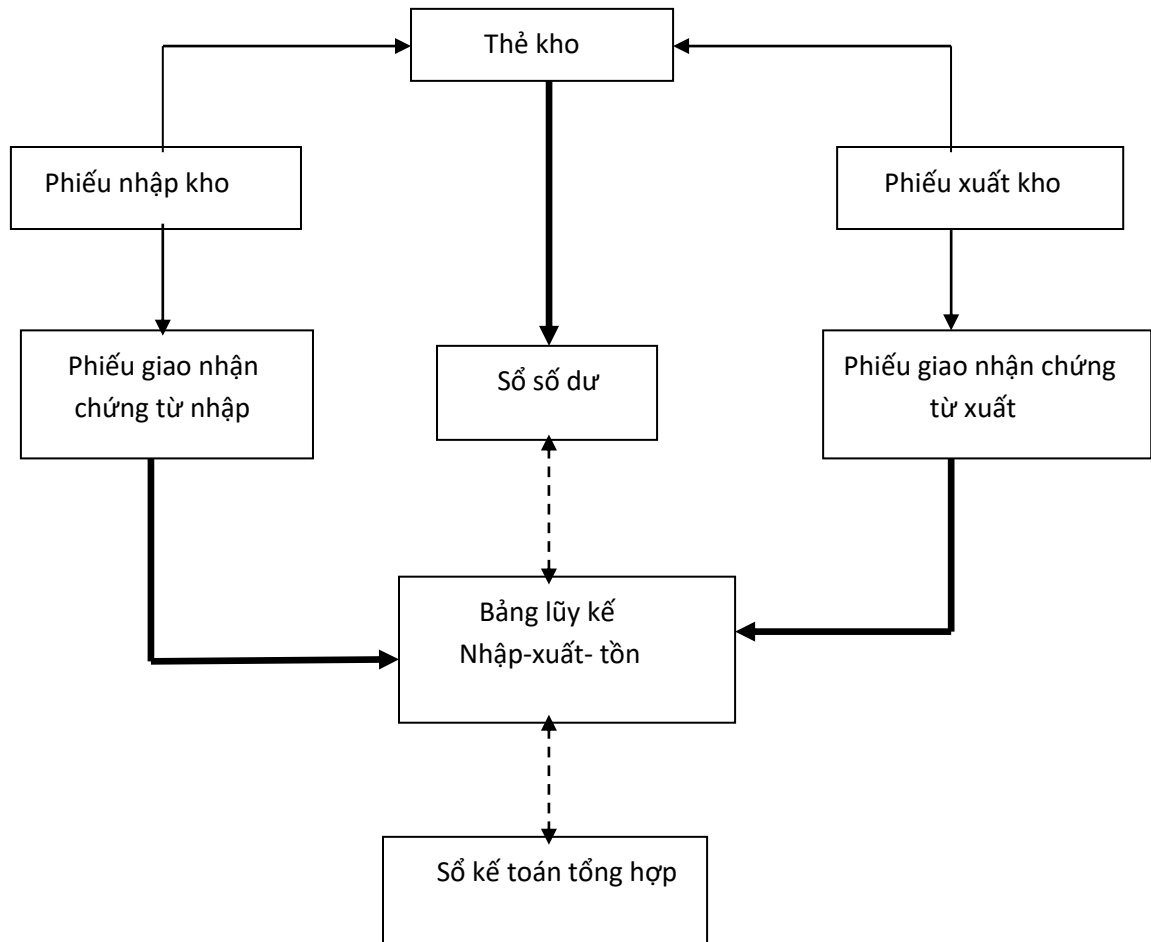 Thẻ kho
Phiếu nhập kho
Phiếu xuất kho
Phiếu giao nhận
chứng từ nhập
Sổ số dư
Phiếu giao nhận chứng
từ xuất
Bảng lũy kế
Nhập-xuất- tồn
Sổ kế toán tổng hợp